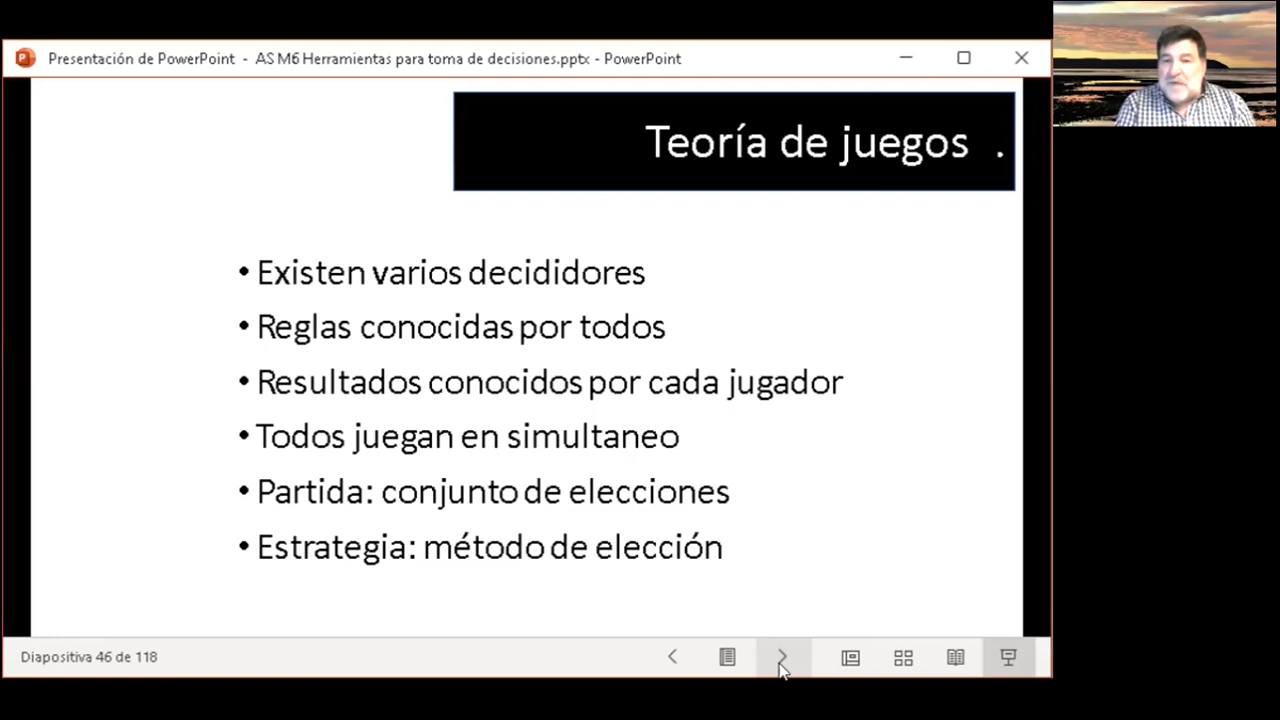 Presentación de PowerPoint - AS M6 Herramientas para toma de decisiones.pptx - PowerPoint
Teoría de juegos .
• Existen varios decididores
• Reglas conocidas por todos
• Resultados conocidos por cada jugador
• Todos juegan en simultaneo
• Partida: conjunto de elecciones
• Estrategia: método de elección
Diapositiva 46 de 118